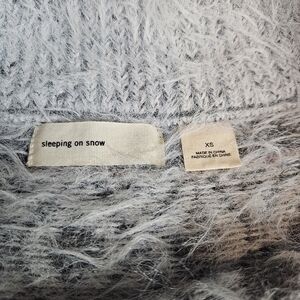 sleeping on snow
XS
MADE IN CHINA
FABRIQUÉ EN CHINE